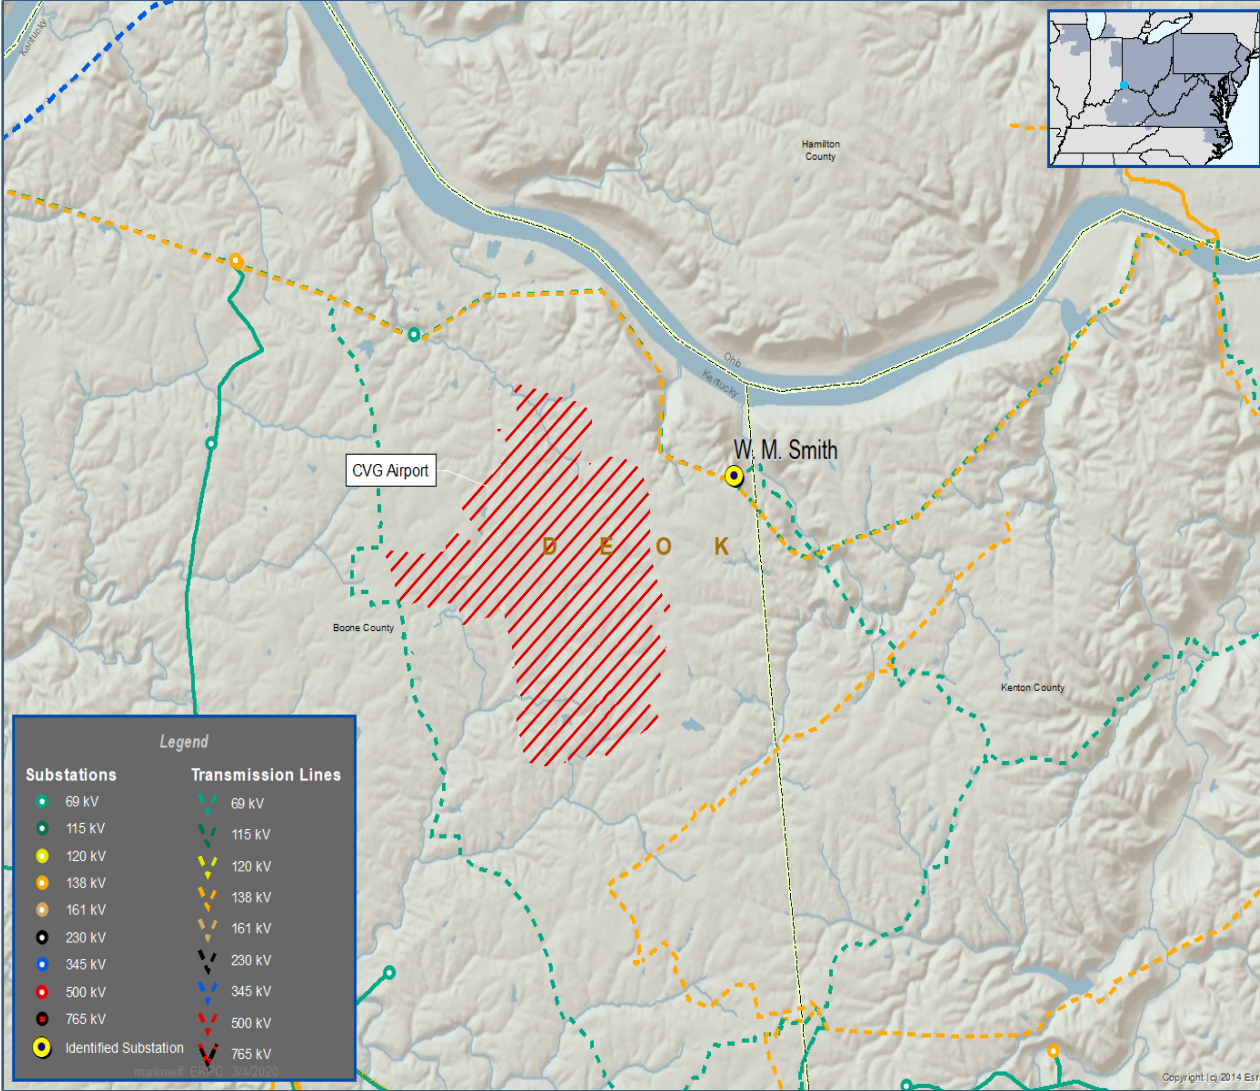 Kentucky
Hamilton
County
Ohio
Kentucky
W. M. Smith
CVG Airport
D E O K
Boone County
Kenton County
Legend
Substations
69 kV
115 kV
120 kV
138 kV
161 kV
230 kV
345 kV
500 kV
765 kV
Identified Substation
Transmission Lines
69 kV
115 kV
120 kV
138 kV
161 kV
230 kV
345 kV
500 kV
765 kV
markmeff, EKPC 3/4/2020
Copyright (c) 2014 Esri